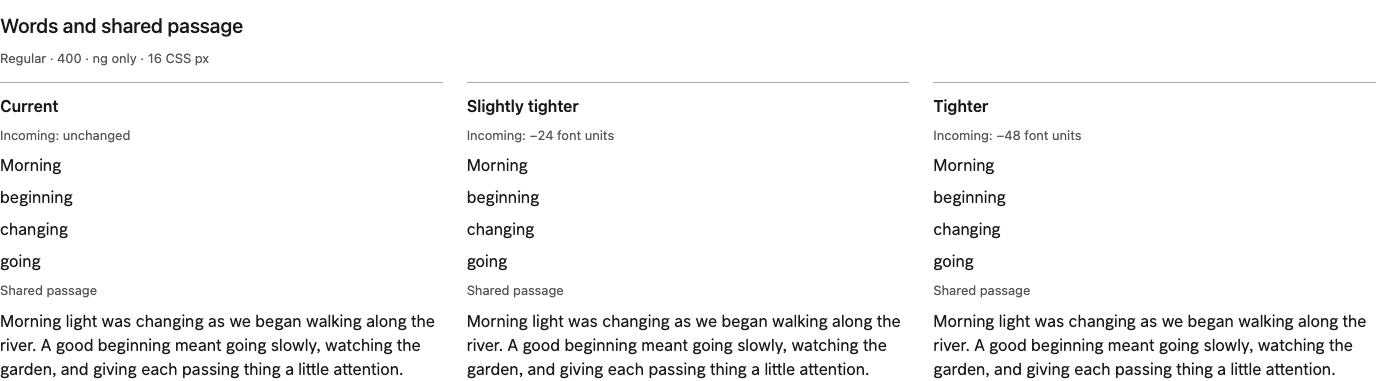 Words and shared passage
Regular · 400 · ng only · 16 CSS px
Current
Incoming: unchanged
Morning
beginning
changing
going
Shared passage
Morning light was changing as we began walking along the
river. A good beginning meant going slowly, watching the
garden, and giving each passing thing a little attention.
Slightly tighter
Incoming: −24 font units
Morning
beginning
changing
going
Shared passage
Morning light was changing as we began walking along the
river. A good beginning meant going slowly, watching the
garden, and giving each passing thing a little attention.
Tighter
Incoming: −48 font units
Morning
beginning
changing
going
Shared passage
Morning light was changing as we began walking along the
river. A good beginning meant going slowly, watching the
garden, and giving each passing thing a little attention.